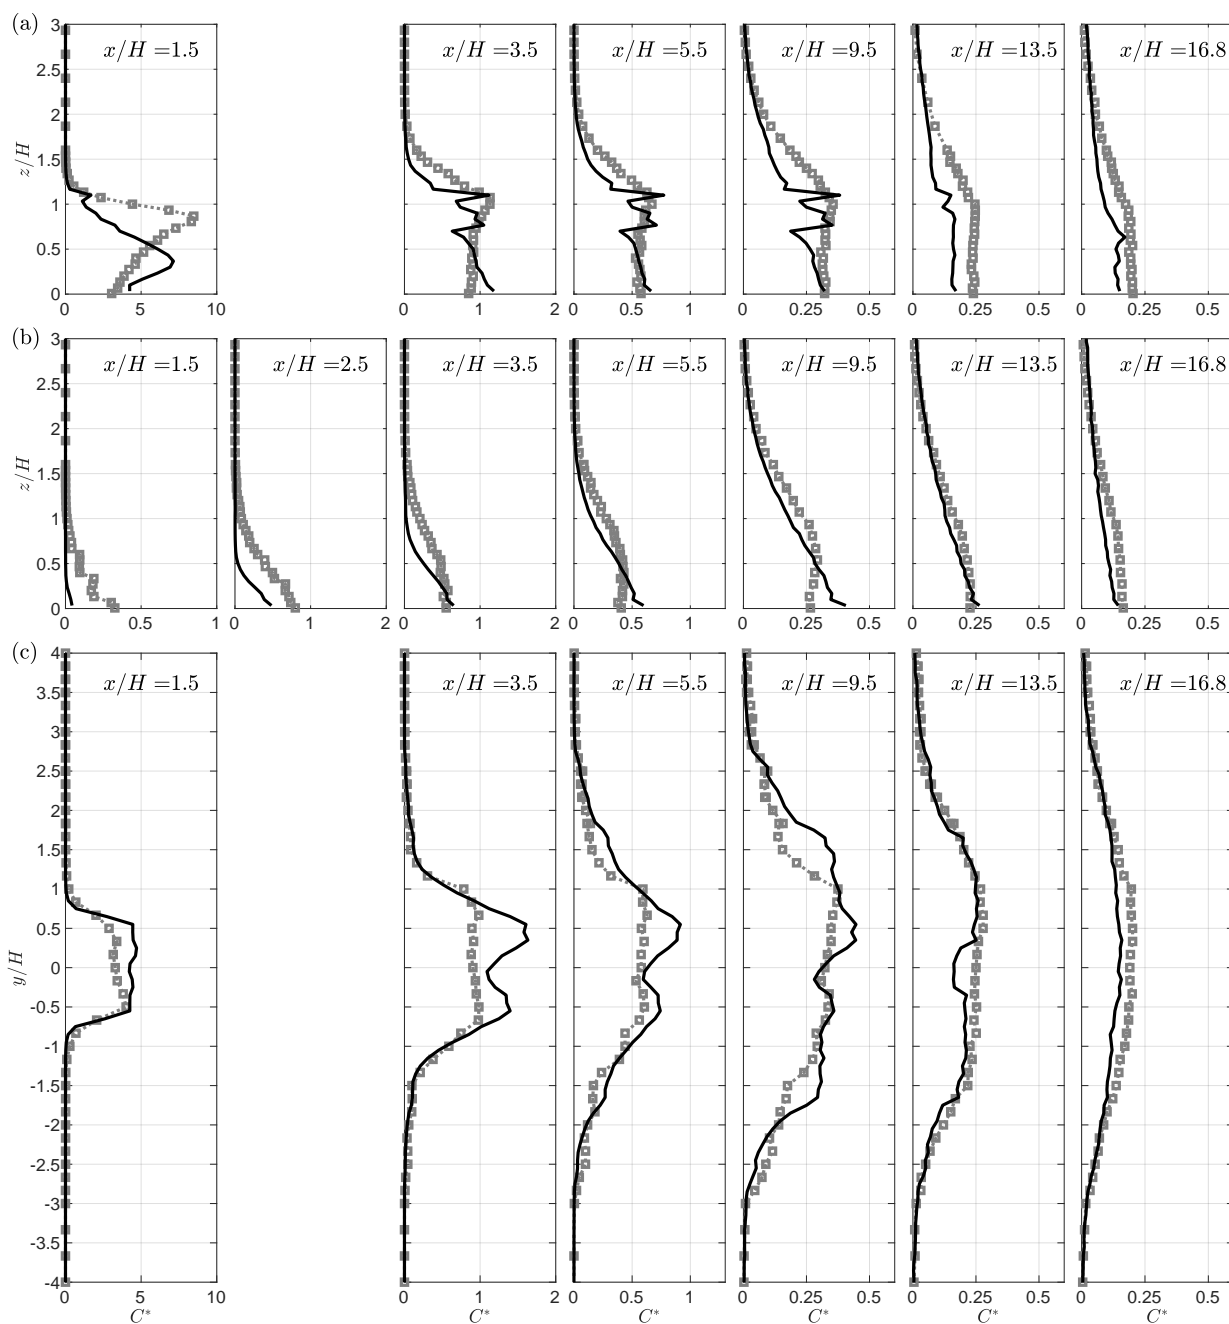 (a)
x/H =1.5
x/H =3.5
x/H =5.5
x/H =9.5
x/H =13.5
x/H =16.8
z/H
3
2.5
2
1.5
1
0.5
0
0 5 10
0 1 2
0 0.5 1
0 0.25 0.5
0 0.25 0.5
0 0.25 0.5
(b)
x/H =1.5
x/H =2.5
x/H =3.5
x/H =5.5
x/H =9.5
x/H =13.5
x/H =16.8
z/H
3
2.5
2
1.5
1
0.5
0
0 0.5 1
0 1 2
0 1 2
0 0.5 1
0 0.25 0.5
0 0.25 0.5
0 0.25 0.5
(c)
x/H =1.5
x/H =3.5
x/H =5.5
x/H =9.5
x/H =13.5
x/H =16.8
y/H
4
3.5
3
2.5
2
1.5
1
0.5
0
-0.5
-1
-1.5
-2
-2.5
-3
-3.5
-4
0 5 10
0 1 2
0 0.5 1
0 0.25 0.5
0 0.25 0.5
0 0.25 0.5
C*
C*
C*
C*
C*
C*